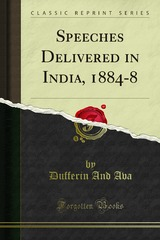 CLASSIC REPRINT SERIES
SPEECHES
DELIVERED IN
INDIA, 1884-8
by
Dufferin And Ava
Forgotten Books